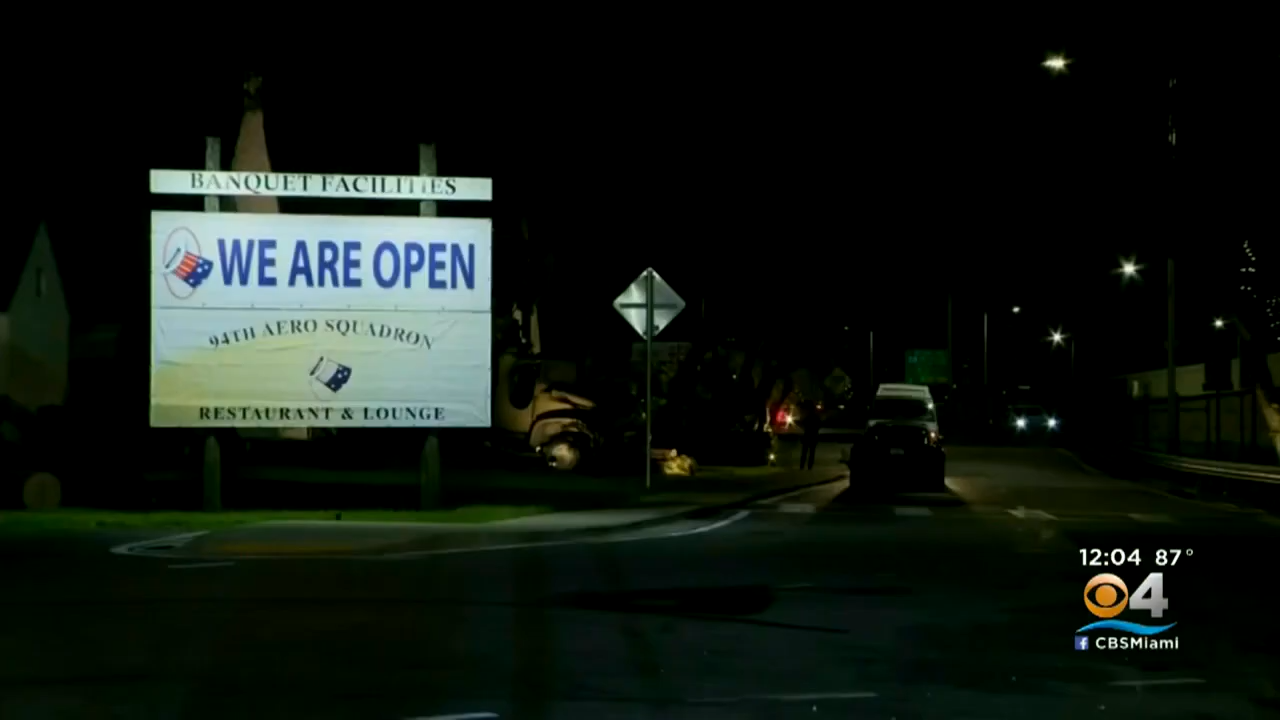 BANQUET FACILITIES
WE ARE OPEN
94TH AERO SQUADRON
RESTAURANT & LOUNGE
12:04 87°
4
f CBSMiami